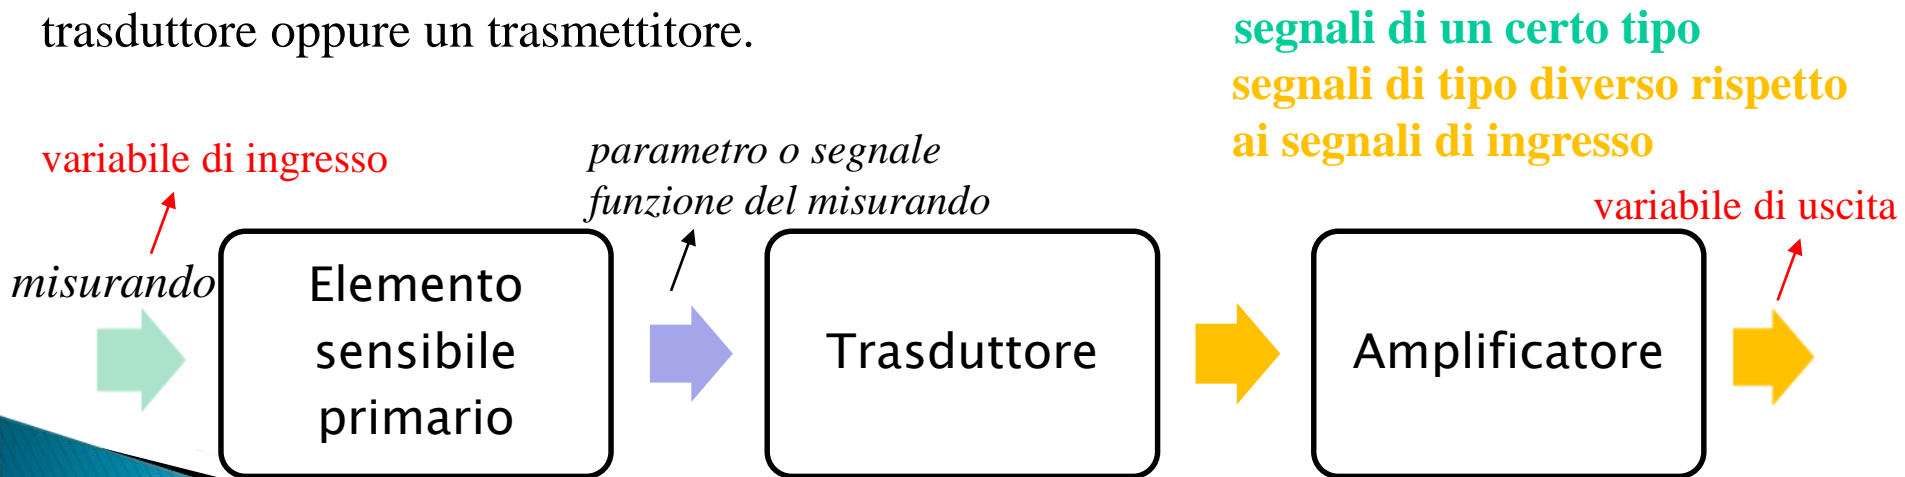 trasduttore oppure un trasmettitore.
segnali di un certo tipo
segnali di tipo diverso rispetto
ai segnali di ingresso
variabile di ingresso
parametro o segnale
funzione del misurando
variabile di uscita
misurando
Elemento
sensibile
primario
Trasduttore
Amplificatore